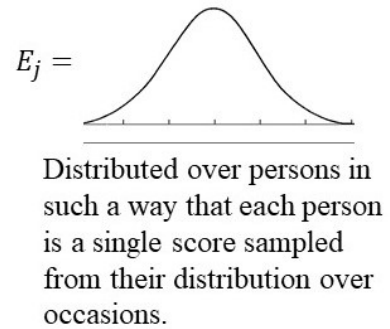 E_j =
Distributed over persons in
such a way that each person
is a single score sampled
from their distribution over
occasions.